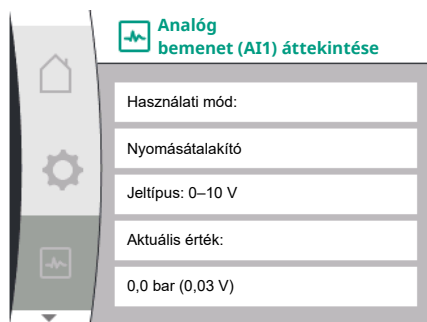 Analóg
bemenet (AI1) áttekintése
Használati mód:
Nyomásátalakító
Jeltípus: 0–10 V
Aktuális érték:
0,0 bar (0,03 V)